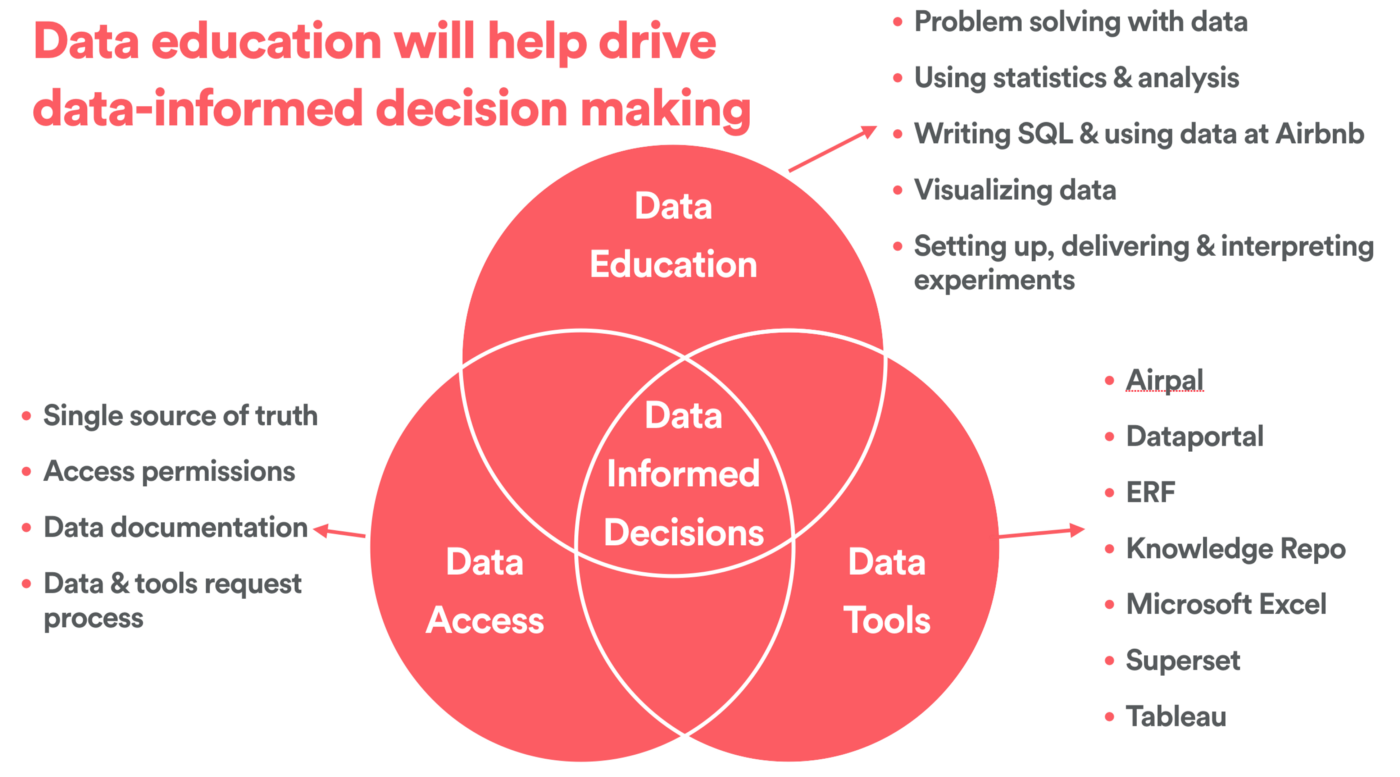 Data education will help drive
data-informed decision making
• Problem solving with data
• Using statistics & analysis
• Writing SQL & using data at Airbnb
• Visualizing data
• Setting up, delivering & interpreting
experiments
Data
Education
• Single source of truth
• Access permissions
• Data documentation
• Data & tools request
process
Data
Informed
Decisions
Data
Access
Data
Tools
• Airpal
• Dataportal
• ERF
• Knowledge Repo
• Microsoft Excel
• Superset
• Tableau